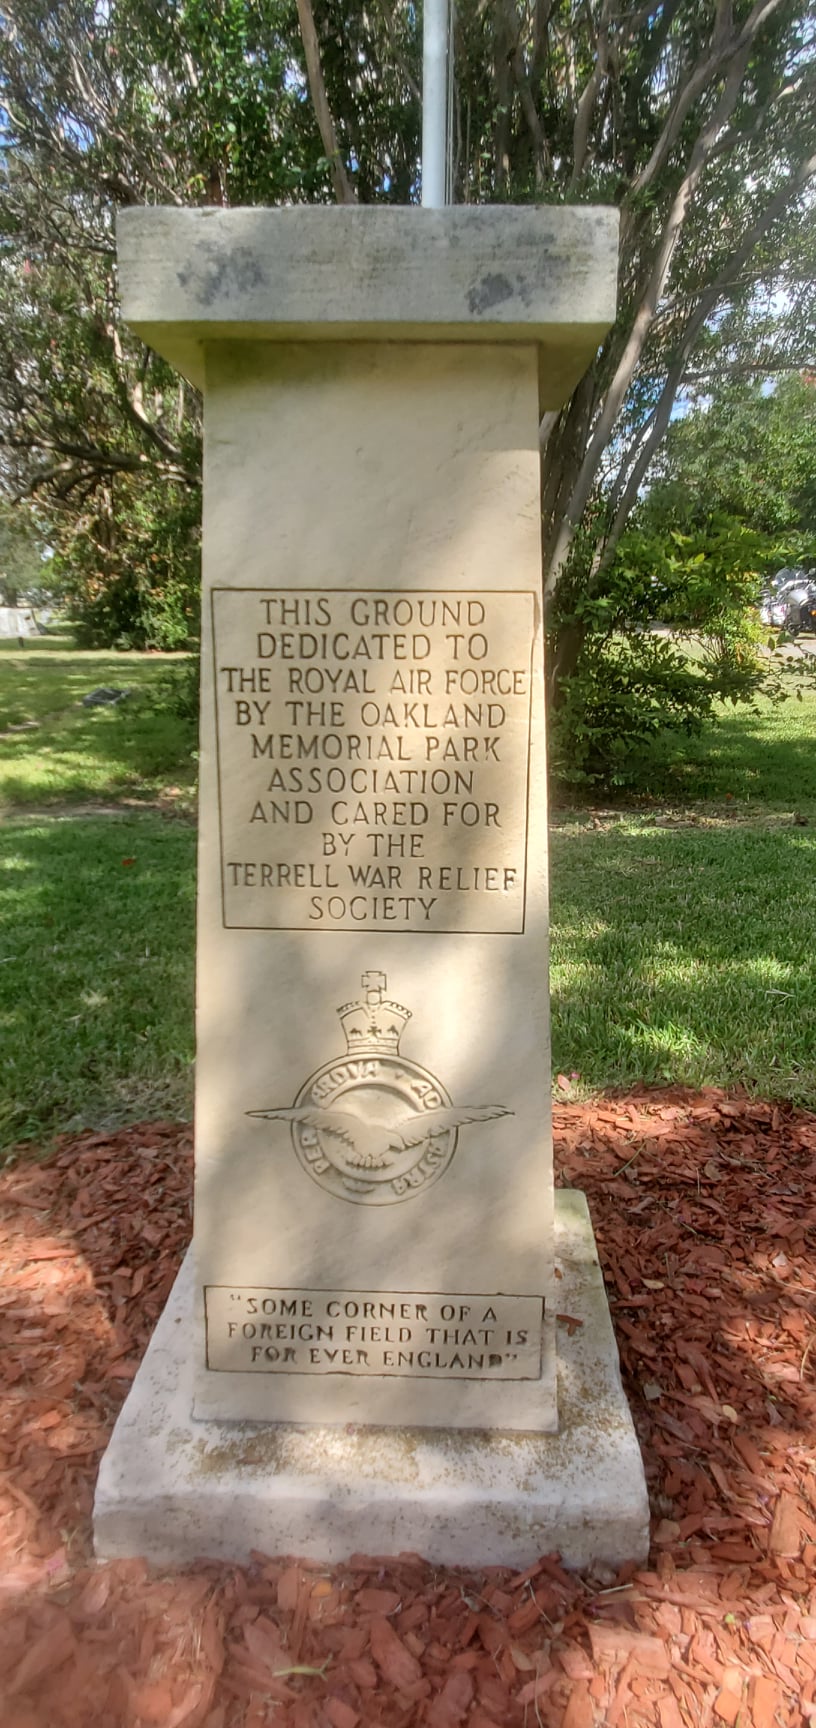 THIS GROUND
DEDICATED TO
THE ROYAL AIR FORCE
BY THE OAKLAND
MEMORIAL PARK
ASSOCIATION
AND CARED FOR
BY THE
TERRELL WAR RELIEF
SOCIETY
PER ARDVA AD ASTRA
"SOME CORNER OF A
FOREIGN FIELD THAT IS
FOR EVER ENGLAND"